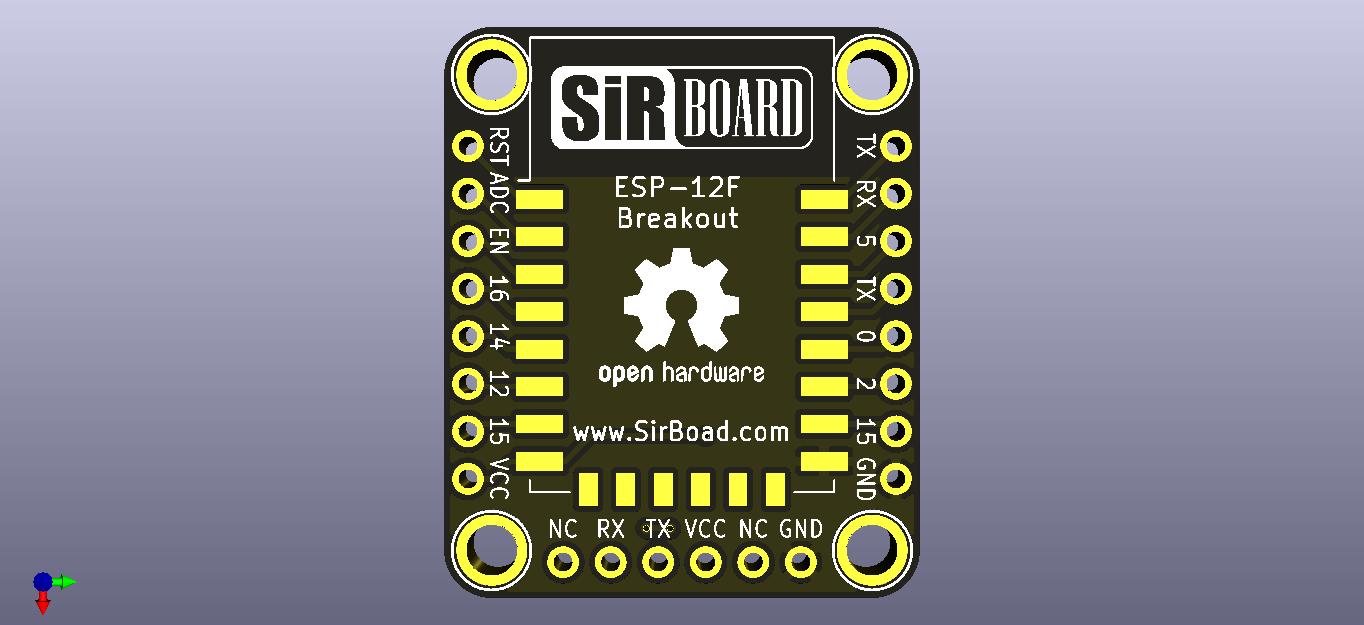 SiR BOARD
ESP-12F
Breakout
open hardware
www.SirBoad.com
RST
ADC
EN
16
14
12
15
VCC
TX
RX
5
TX
0
2
15
GND
NC RX TX VCC NC GND